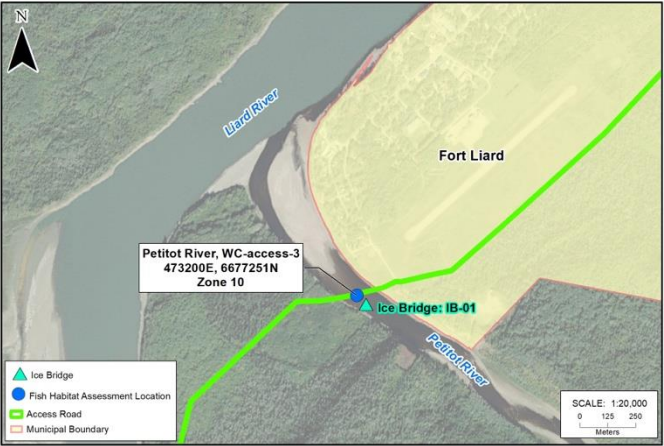 N
Liard River
Fort Liard
Petitot River, WC-access-3
473200E, 6677251N
Zone 10
Ice Bridge: IB-01
Petitot River
Ice Bridge
Fish Habitat Assessment Location
Access Road
Municipal Boundary
SCALE: 1:20,000
0 125 250
Meters